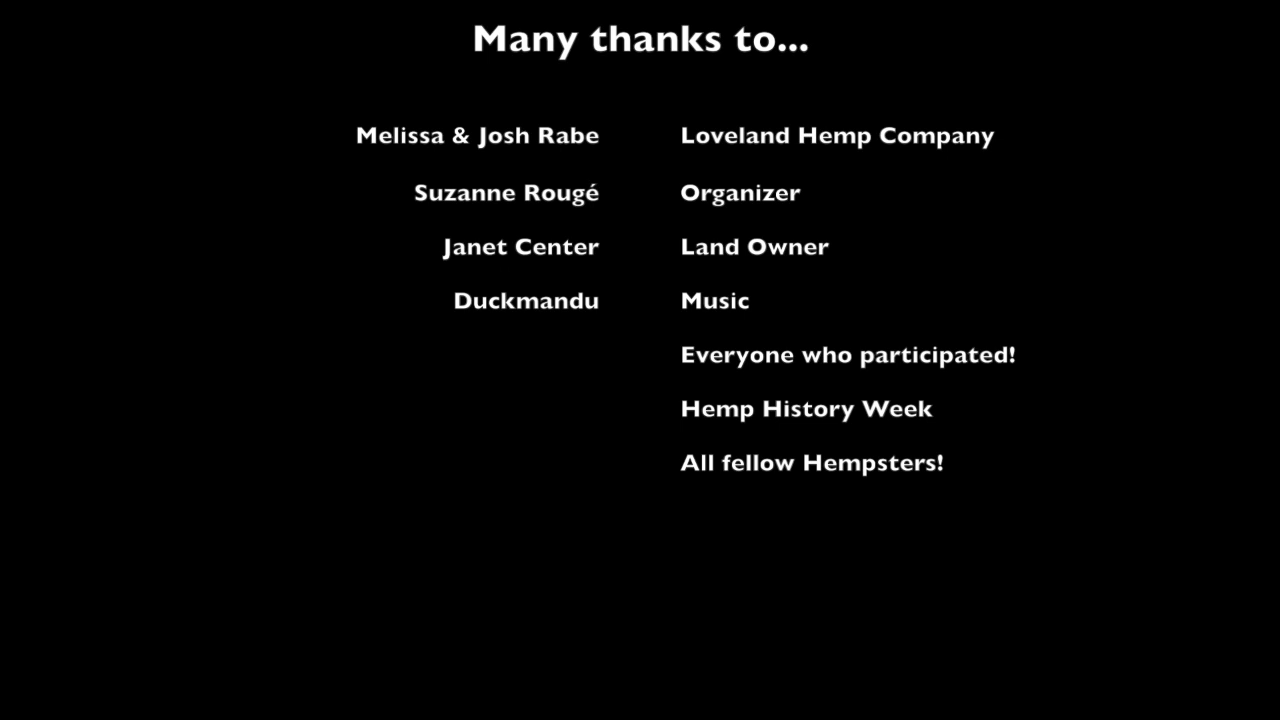 Many thanks to...
Melissa & Josh Rabe Loveland Hemp Company
Suzanne Rougé Organizer
Janet Center Land Owner
Duckmandu Music
Everyone who participated!
Hemp History Week
All fellow Hempsters!